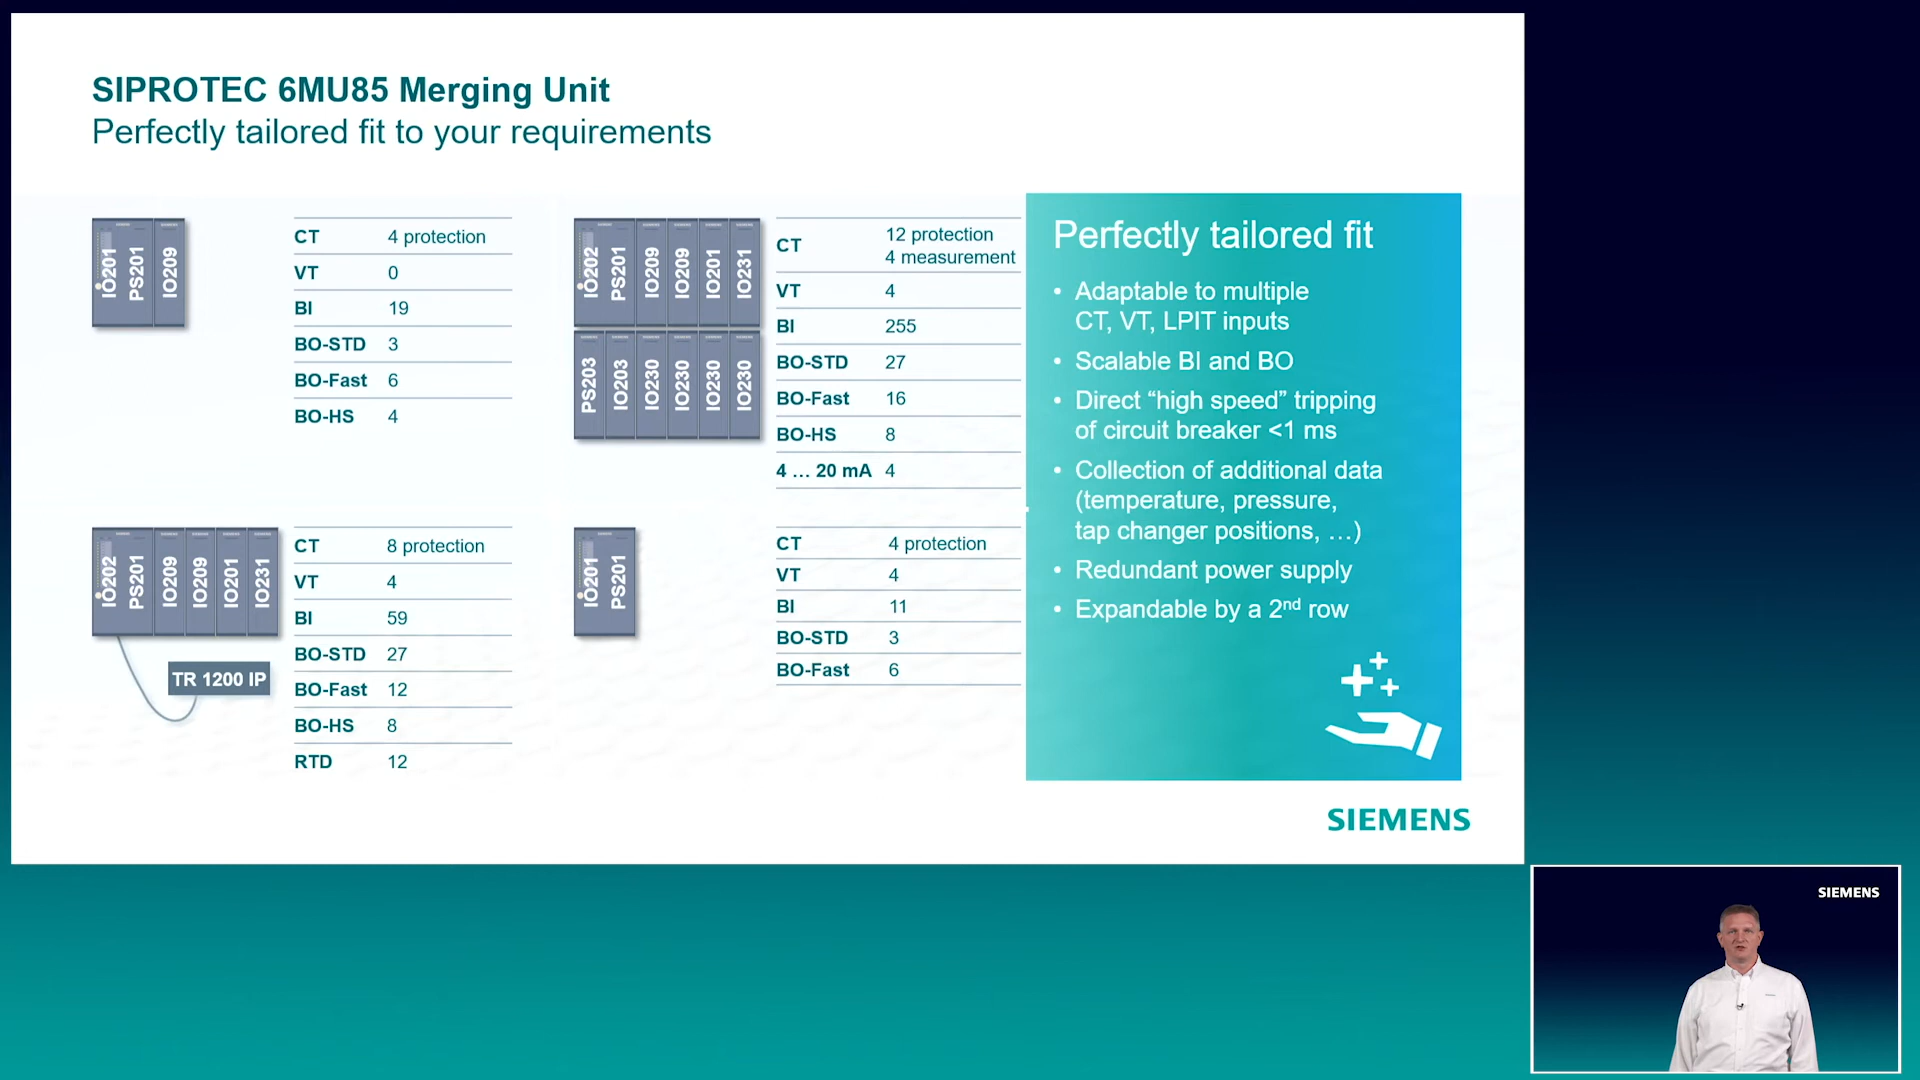 SIPROTEC 6MU85 Merging Unit
Perfectly tailored fit to your requirements
IO201
PS201
IO209
CT 4 protection
VT 0
BI 19
BO-STD 3
BO-Fast 6
BO-HS 4
IO202
PS201
IO209
IO209
IO201
IO231
PS203
IO203
IO230
IO230
IO230
IO230
CT 12 protection
4 measurement
VT 4
BI 255
BO-STD 27
BO-Fast 16
BO-HS 8
4 … 20 mA 4
IO202
PS201
IO209
IO209
IO201
IO231
TR 1200 IP
CT 8 protection
VT 4
BI 59
BO-STD 27
BO-Fast 12
BO-HS 8
RTD 12
IO201
PS201
CT 4 protection
VT 4
BI 11
BO-STD 3
BO-Fast 6
Perfectly tailored fit
• Adaptable to multiple
CT, VT, LPIT inputs
• Scalable BI and BO
• Direct “high speed” tripping
of circuit breaker <1 ms
• Collection of additional data
(temperature, pressure,
tap changer positions, …)
• Redundant power supply
• Expandable by a 2nd row
SIEMENS
SIEMENS